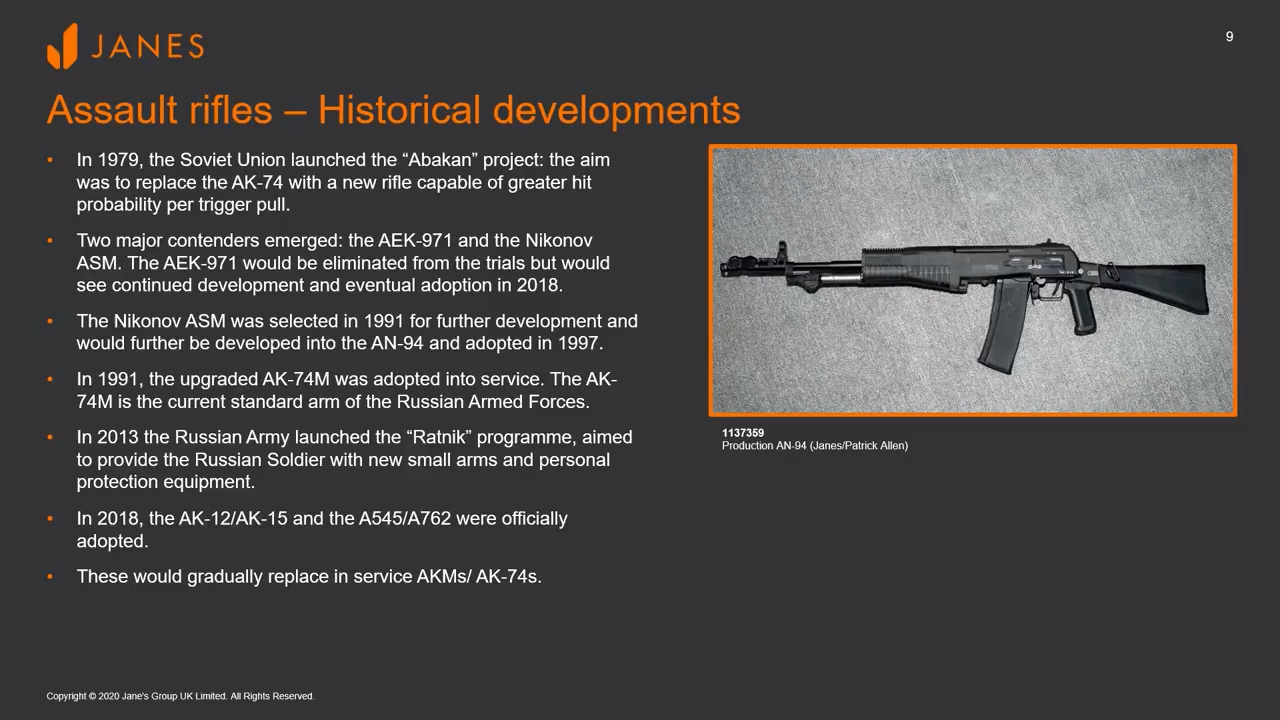 JANES
9
Assault rifles – Historical developments
• In 1979, the Soviet Union launched the “Abakan” project: the aim
was to replace the AK-74 with a new rifle capable of greater hit
probability per trigger pull.
• Two major contenders emerged: the AEK-971 and the Nikonov
ASM. The AEK-971 would be eliminated from the trials but would
see continued development and eventual adoption in 2018.
• The Nikonov ASM was selected in 1991 for further development and
would further be developed into the AN-94 and adopted in 1997.
• In 1991, the upgraded AK-74M was adopted into service. The AK-
74M is the current standard arm of the Russian Armed Forces.
• In 2013 the Russian Army launched the “Ratnik” programme, aimed
to provide the Russian Soldier with new small arms and personal
protection equipment.
• In 2018, the AK-12/AK-15 and the A545/A762 were officially
adopted.
• These would gradually replace in service AKMs/ AK-74s.
1137359
Production AN-94 (Janes/Patrick Allen)
Copyright © 2020 Jane's Group UK Limited. All Rights Reserved.